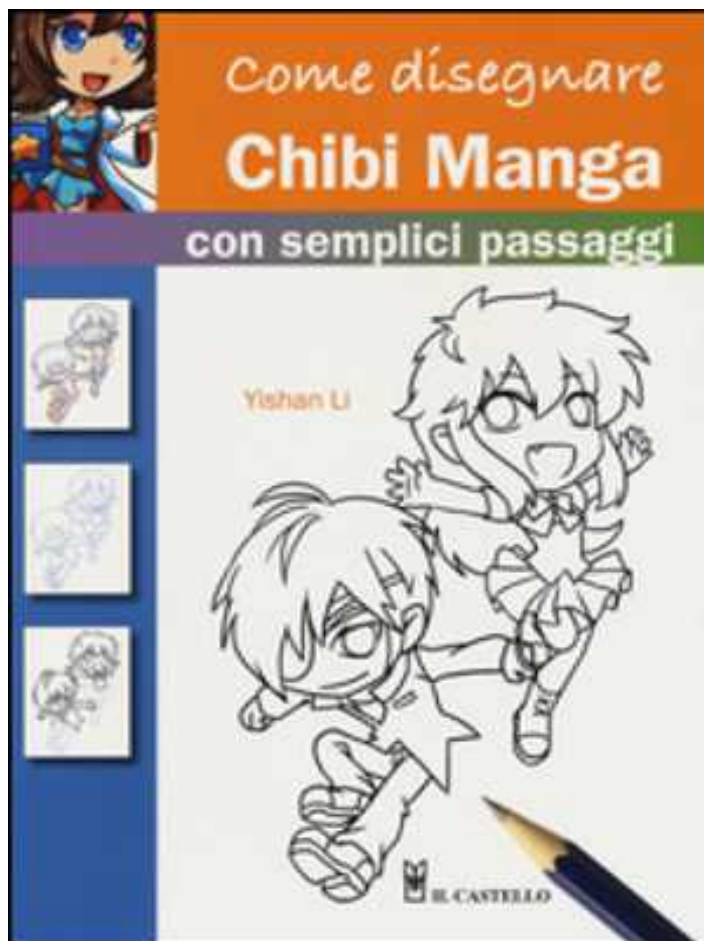 Come disegnare
Chibi Manga
con semplici passaggi
Yishan Li
IL CASTELLO